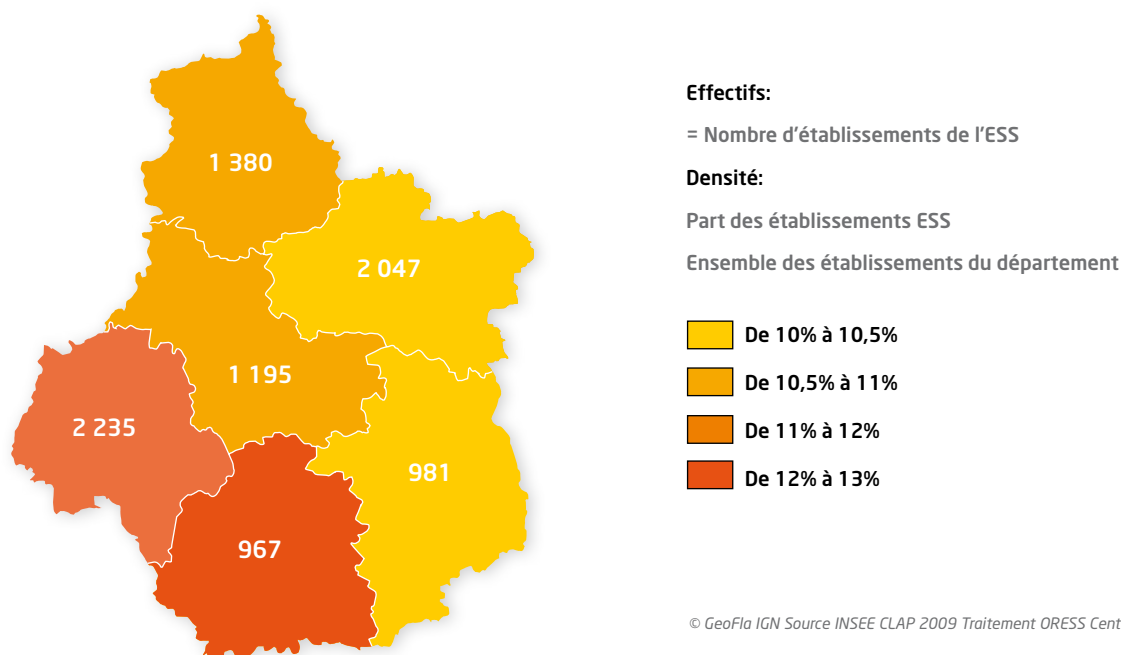 1 380
2 047
1 195
2 235
981
967
Effectifs:
= Nombre d'établissements de l'ESS
Densité:
Part des établissements ESS
Ensemble des établissements du département
De 10% à 10,5%
De 10,5% à 11%
De 11% à 12%
De 12% à 13%
© GeoFla IGN Source INSEE CLAP 2009 Traitement ORESS Cent